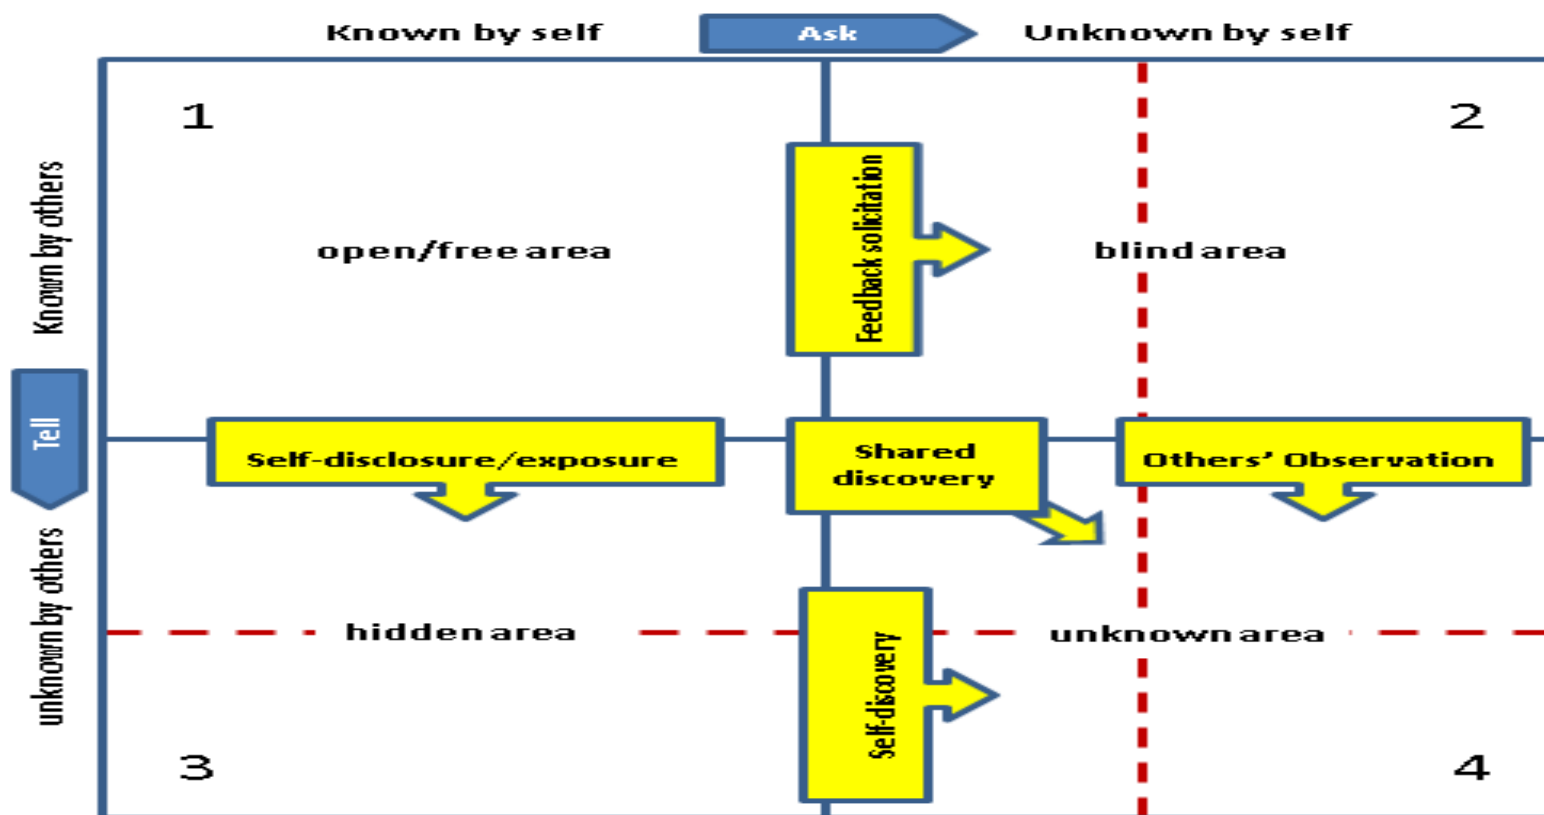 Known by self
Ask
Unknown by self
1
2
Known by others
open/free area
Feedback solicitation
blind area
Tell
Self-disclosure/exposure
Shared
discovery
Others' Observation
unknown by others
hidden area
Self-discovery
unknown area
3
4